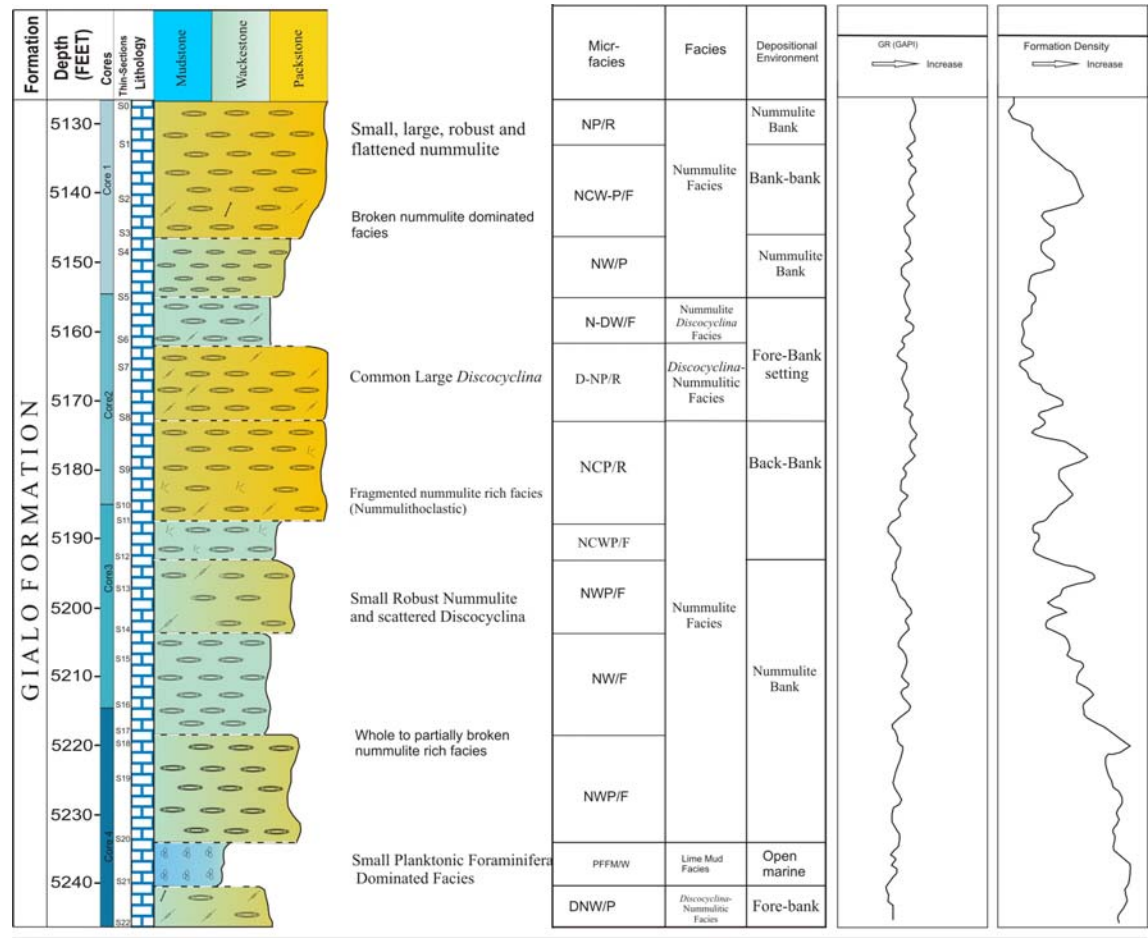 Formation
Depth
(FEET)
Cores
Thin-Sections
Lithology
Mudstone
Wackestone
Packstone
Micr-
facies
Facies
Depositional
Environment
GR (GAPI)
Increase
Formation Density
Increase
GIALO FORMATION
5130
5140
5150
5160
5170
5180
5190
5200
5210
5220
5230
5240
Core 1
Core2
Core3
Core 4
S0
S1
S2
S3
S4
S5
S6
S7
S8
S9
S10
S11
S12
S13
S14
S15
S16
S17
S18
S19
S20
S21
S22
Small, large, robust and
flattened nummulite
Broken nummulite dominated
facies
Common Large Discocyclina
Fragmented nummulite rich facies
(Nummulithoclastic)
Small Robust Nummulite
and scattered Discocyclina
Whole to partially broken
nummulite rich facies
Small Planktonic Foraminifera
Dominated Facies
NP/R
NCW-P/F
NW/P
N-DW/F
D-NP/R
NCP/R
NCWP/F
NWP/F
NW/F
NWP/F
PFFM/W
DNW/P
Nummulite
Facies
Nummulite
Discocyclina
Facies
Discocyclina-
Nummulitic
Facies
Nummulite
Facies
Lime Mud
Facies
Discocyclina-
Nummulitic
Facies
Nummulite
Bank
Bank-bank
Nummulite
Bank
Fore-Bank
setting
Back-Bank
Nummulite
Bank
Open
marine
Fore-bank